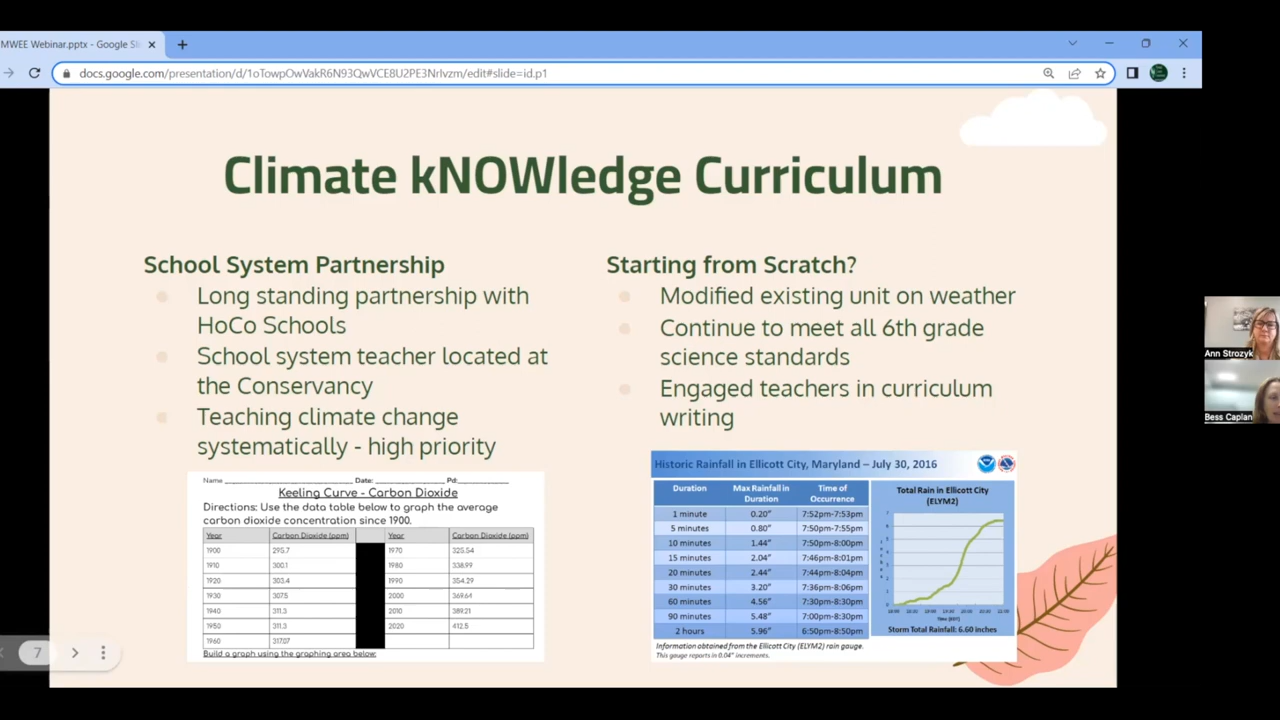 MWEE Webinar.pptx - Google Sl
docs.google.com/presentation/d/1oTowpOwVakR6N93QwVCE8U2PE3NrIvzm/edit#slide=id.p1
Climate kNOWledge Curriculum
School System Partnership
Long standing partnership with
HoCo Schools
School system teacher located at
the Conservancy
Teaching climate change
systematically - high priority
Starting from Scratch?
Modified existing unit on weather
Continue to meet all 6th grade
science standards
Engaged teachers in curriculum
writing
Name Date: Pd:
Keeling Curve - Carbon Dioxide
Directions: Use the data table below to graph the average
carbon dioxide concentration since 1900.
Year Carbon Dioxide (ppm) Year Carbon Dioxide (ppm)
1900 295.7 1970 325.54
1910 300.1 1980 338.99
1920 303.4 1990 354.29
1930 307.5 2000 369.64
1940 311.3 2010 389.21
1950 311.3 2020 412.5
1960 317.07
Build a graph using the graphing area below:
Historic Rainfall in Ellicott City, Maryland – July 30, 2016
Duration Max Rainfall in Duration Time of Occurrence
1 minute 0.20" 7:52pm-7:53pm
5 minutes 0.80" 7:50pm-7:55pm
10 minutes 1.44" 7:50pm-8:00pm
15 minutes 2.04" 7:46pm-8:01pm
20 minutes 2.44" 7:44pm-8:04pm
30 minutes 3.20" 7:36pm-8:06pm
60 minutes 4.56" 7:30pm-8:30pm
90 minutes 5.48" 7:00pm-8:30pm
2 hours 5.96" 6:50pm-8:50pm
Total Rain in Ellicott City
(ELYM2)
Time (EDT)
Storm Total Rainfall: 6.60 inches
Information obtained from the Ellicott City (ELYM2) rain gauge.
This gauge reports in 0.04" increments.
7
Ann Strozyk
Bess Caplan